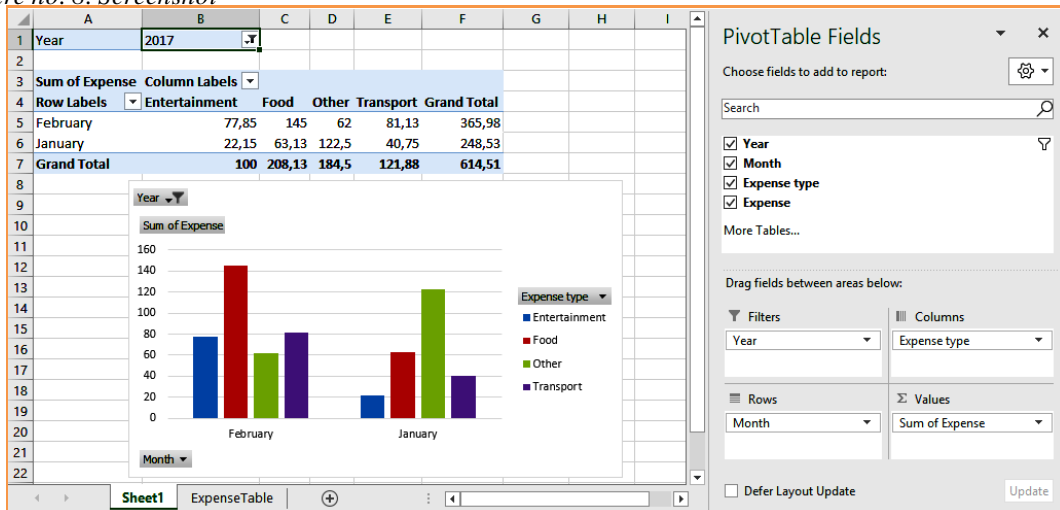 no. 8. Screenshot
A B C D E F G H I
1 Year 2017
2
3 Sum of Expense Column Labels
4 Row Labels Entertainment Food Other Transport Grand Total
5 February 77,85 145 62 81,13 365,98
6 January 22,15 63,13 122,5 40,75 248,53
7 Grand Total 100 208,13 184,5 121,88 614,51
8
9
10
11
12
13
14
15
16
17
18
19
20
21
22
Year
Sum of Expense
160
140
120
100
80
60
40
20
0
February January
Month
Expense type
Entertainment
Food
Other
Transport
Sheet1 ExpenseTable
PivotTable Fields
Choose fields to add to report:
Search
Year
Month
Expense type
Expense
More Tables...
Drag fields between areas below:
Filters Columns
Year Expense type
Rows Σ Values
Month Sum of Expense
Defer Layout Update Update